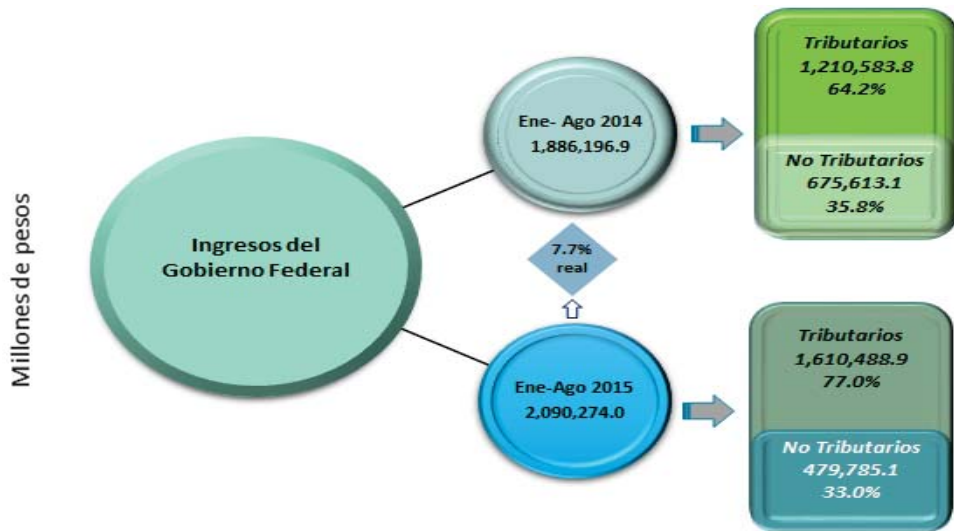 Millones de pesos
Ingresos del
Gobierno Federal
Ene- Ago 2014
1,886,196.9
Tributarios
1,210,583.8
64.2%
No Tributarios
675,613.1
35.8%
7.7%
real
Ene-Ago 2015
2,090,274.0
Tributarios
1,610,488.9
77.0%
No Tributarios
479,785.1
33.0%